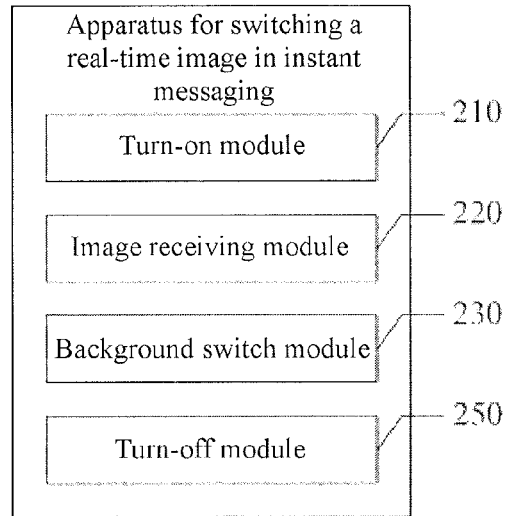 Apparatus for switching a
real-time image in instant
messaging
210
Turn-on module
220
Image receiving module
230
Background switch module
250
Turn-off module